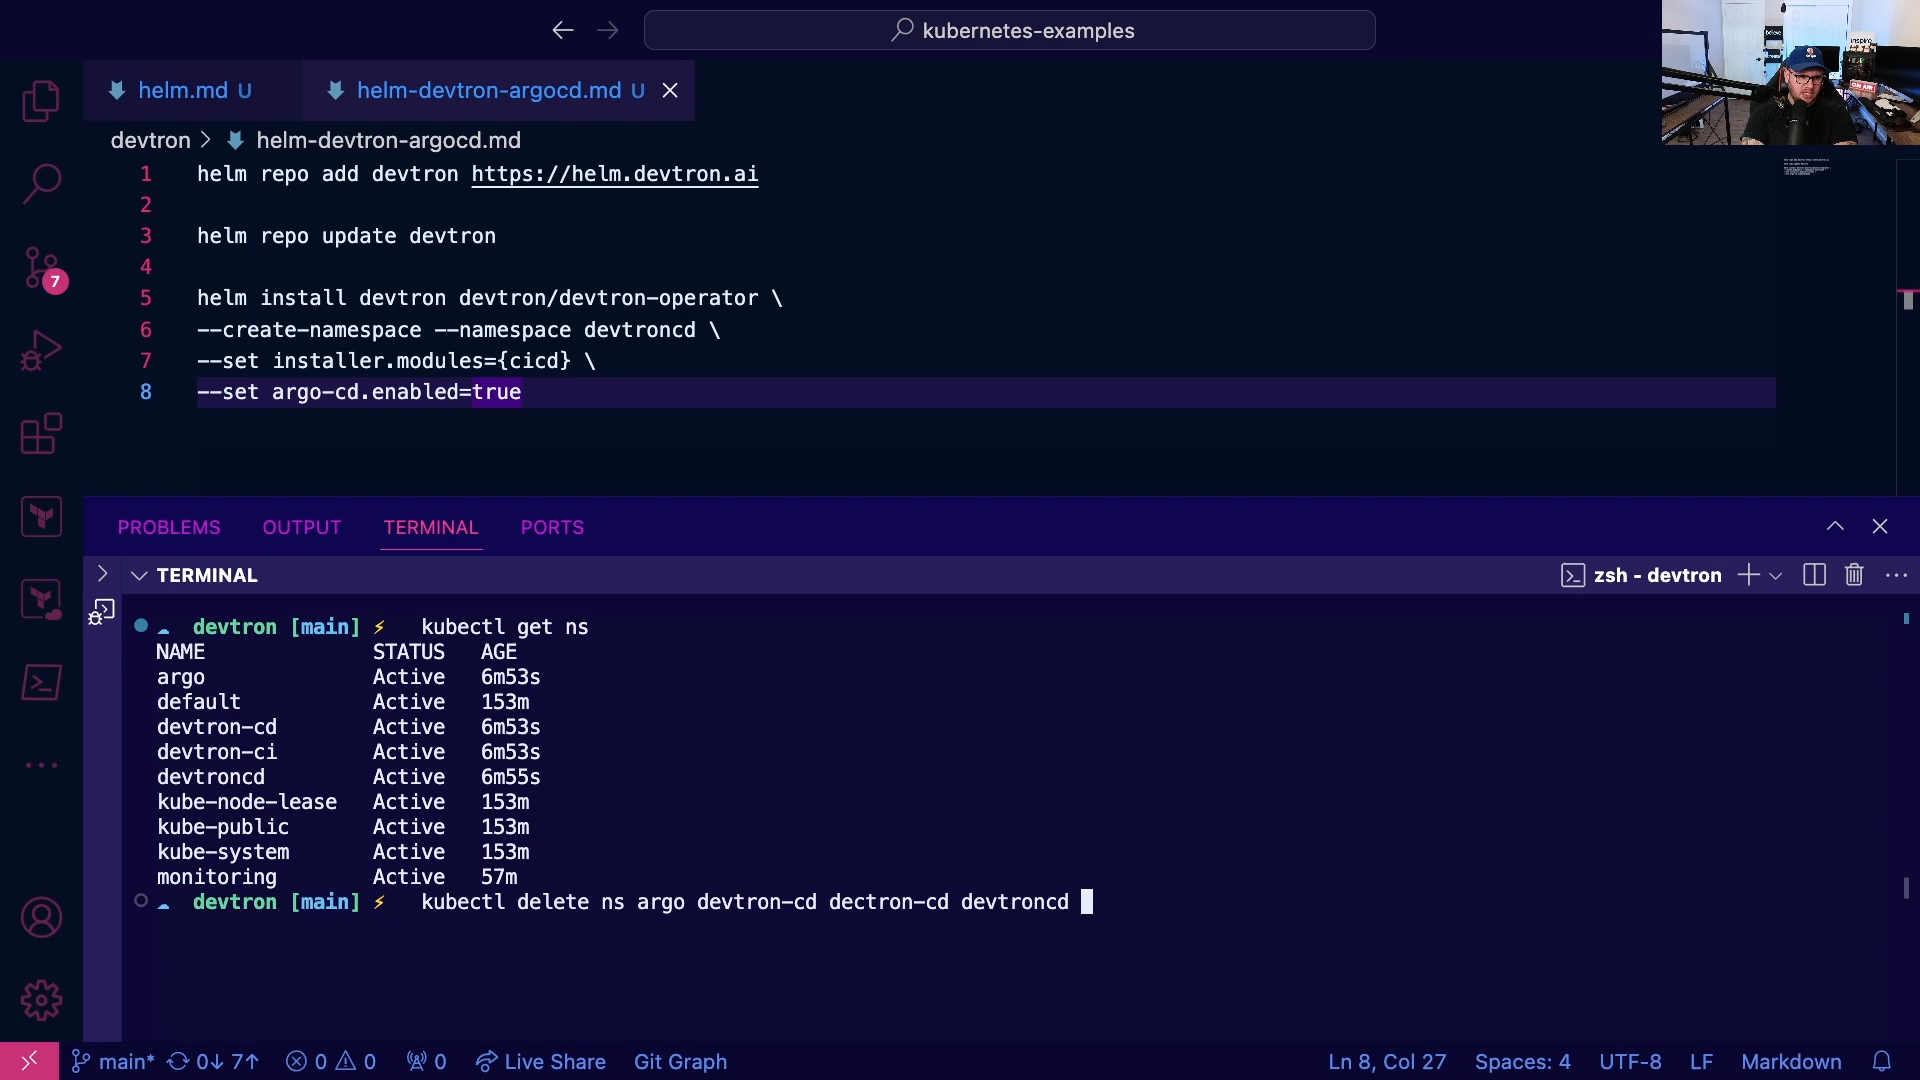 kubernetes-examples
helm.md U
helm-devtron-argocd.md U
devtron > helm-devtron-argocd.md
1 helm repo add devtron https://helm.devtron.ai
2
3 helm repo update devtron
4
5 helm install devtron devtron/devtron-operator \
6 --create-namespace --namespace devtroncd \
7 --set installer.modules={cicd} \
8 --set argo-cd.enabled=true
7
PROBLEMS OUTPUT TERMINAL PORTS
TERMINAL
zsh - devtron
devtron [main] ⚡ kubectl get ns
NAME STATUS AGE
argo Active 6m53s
default Active 153m
devtron-cd Active 6m53s
devtron-ci Active 6m53s
devtroncd Active 6m55s
kube-node-lease Active 153m
kube-public Active 153m
kube-system Active 153m
monitoring Active 57m
devtron [main] ⚡ kubectl delete ns argo devtron-cd dectron-cd devtroncd
main* 0↓ 7↑ 0 0 0 Live Share Git Graph
Ln 8, Col 27 Spaces: 4 UTF-8 LF Markdown